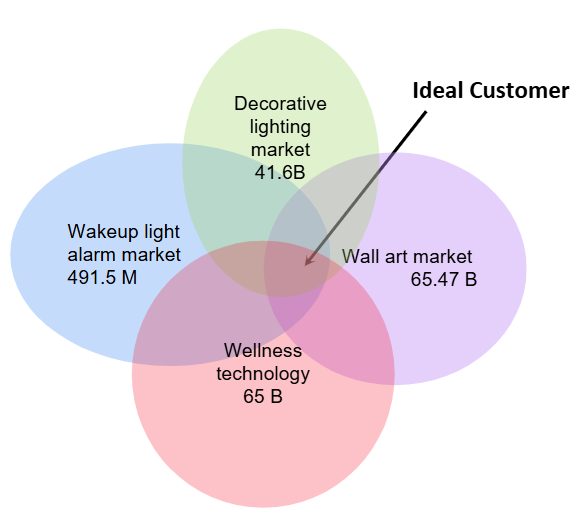 Ideal Customer
Decorative
lighting
market
41.6B
Wakeup light
alarm market
491.5 M
Wall art market
65.47 B
Wellness
technology
65 B